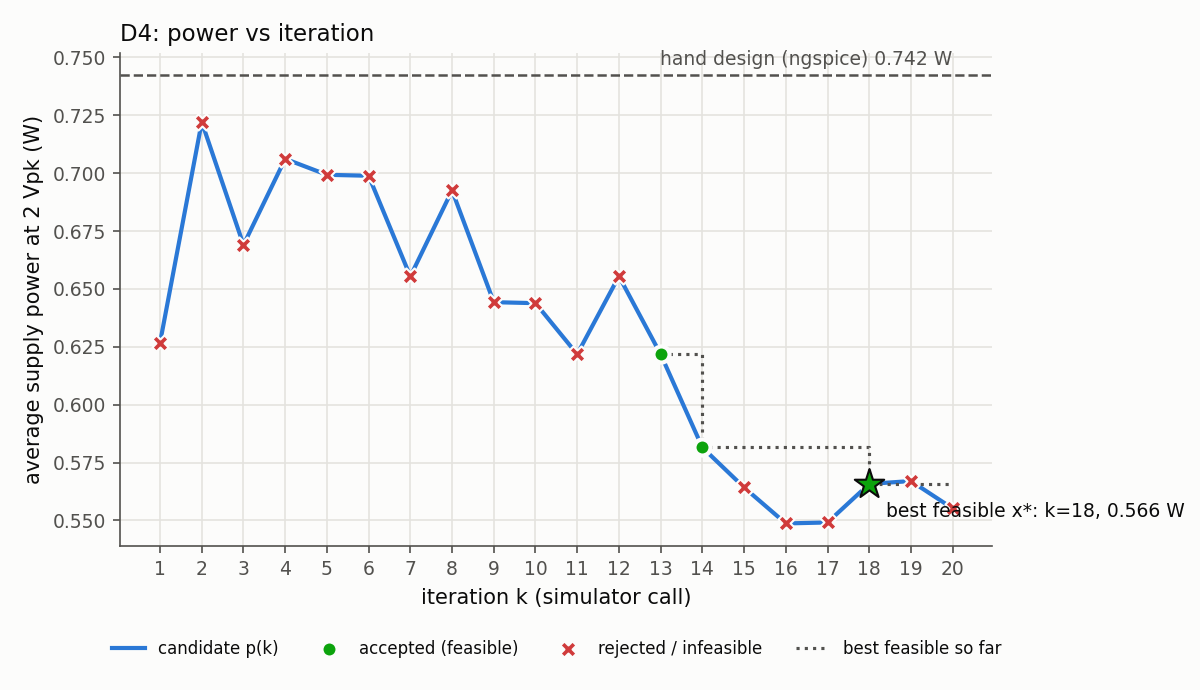 D4: power vs iteration
hand design (ngspice) 0.742 W
average supply power at 2 Vpk (W)
0.750
0.725
0.700
0.675
0.650
0.625
0.600
0.575
0.550
best feasible x*: k=18, 0.566 W
1 2 3 4 5 6 7 8 9 10 11 12 13 14 15 16 17 18 19 20
iteration k (simulator call)
candidate p(k) accepted (feasible) rejected / infeasible best feasible so far